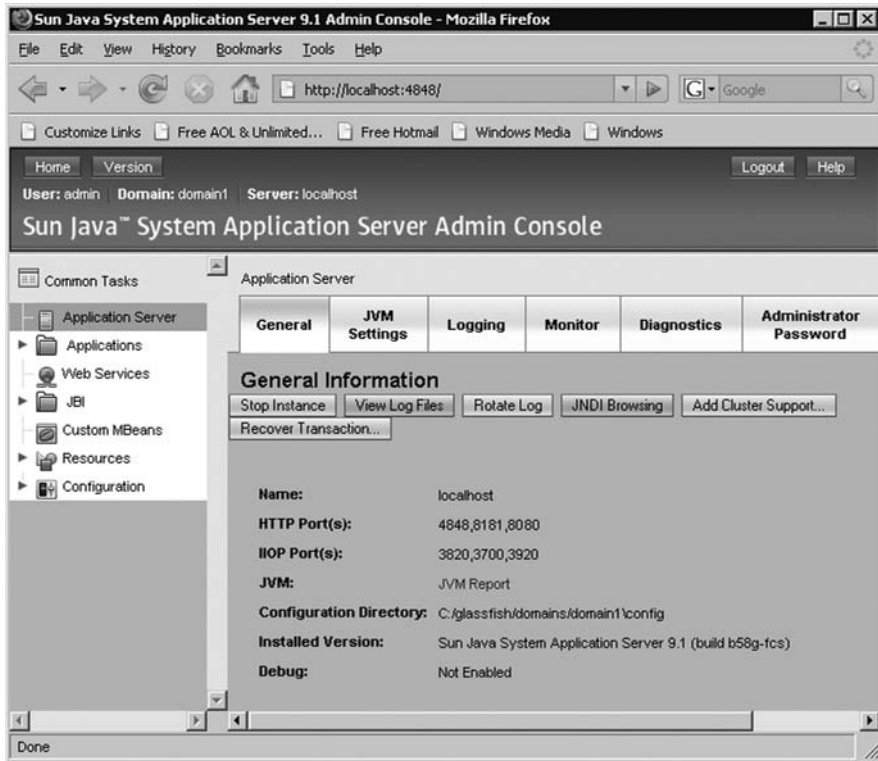 Sun Java System Application Server 9.1 Admin Console - Mozilla Firefox
File Edit View History Bookmarks Tools Help
http://localhost:4848/
G Google
Customize Links Free AOL & Unlimited... Free Hotmail Windows Media Windows
Home Version Logout Help
User: admin Domain: domain1 Server: localhost
Sun Java™ System Application Server Admin Console
Common Tasks
Application Server
Applications
Web Services
JBI
Custom MBeans
Resources
Configuration
Application Server
General JVM Settings Logging Monitor Diagnostics Administrator Password
General Information
Stop Instance View Log Files Rotate Log JNDI Browsing Add Cluster Support...
Recover Transaction...
Name: localhost
HTTP Port(s): 4848,8181,8080
IIOP Port(s): 3820,3700,3920
JVM: JVM Report
Configuration Directory: C:/glassfish/domains/domain1\config
Installed Version: Sun Java System Application Server 9.1 (build b58g-fcs)
Debug: Not Enabled
Done